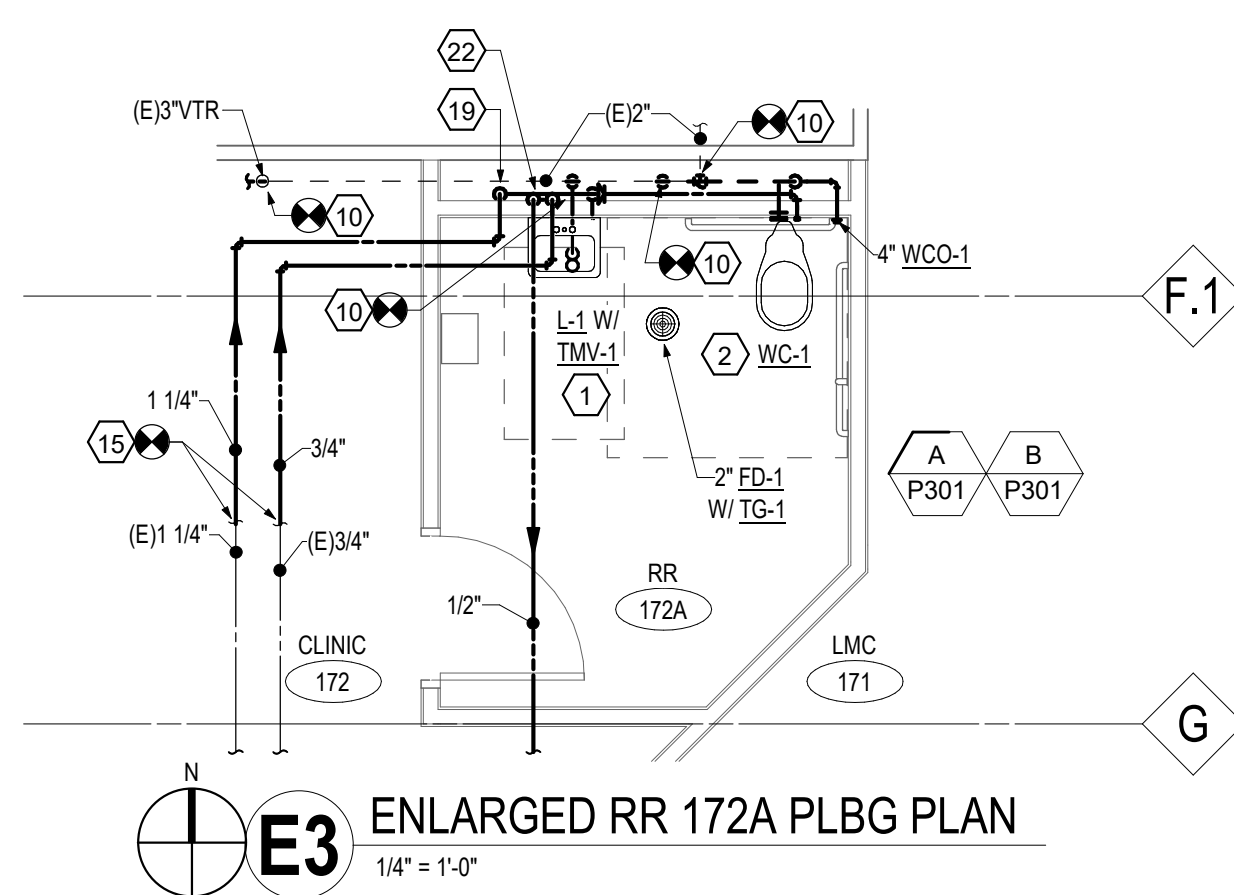 22
(E)3"VTR
19
(E)2"
10
10
4" WCO-1
10
10
F.1
L-1 W/
TMV-1
1
2
WC-1
1 1/4"
15
3/4"
A
P301
B
P301
2" FD-1
W/ TG-1
(E)1 1/4"
(E)3/4"
RR
172A
1/2"
CLINIC
172
LMC
171
G
N
E3
ENLARGED RR 172A PLBG PLAN
1/4" = 1'-0"